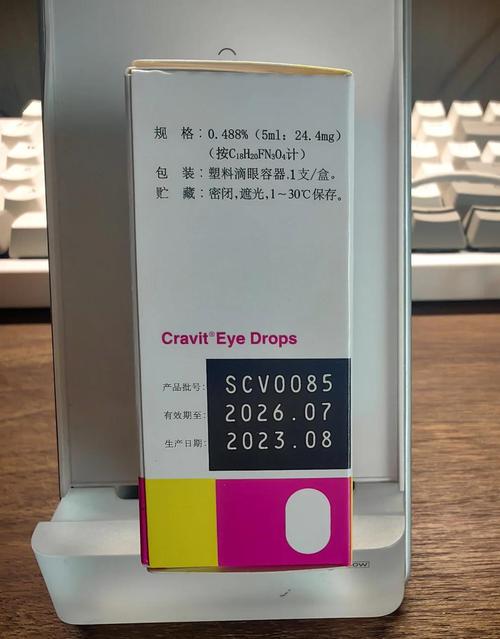 规 格：0.488%（5ml：24.4mg）
（按C₁₈H₂₀FN₃O₄计）
包 装：塑料滴眼容器.1支/盒。
贮 藏：密闭,遮光,1～30℃保存。
Cravit® Eye Drops
产品批号：SCV0085
有效期至：2026.07
生产日期：2023.08